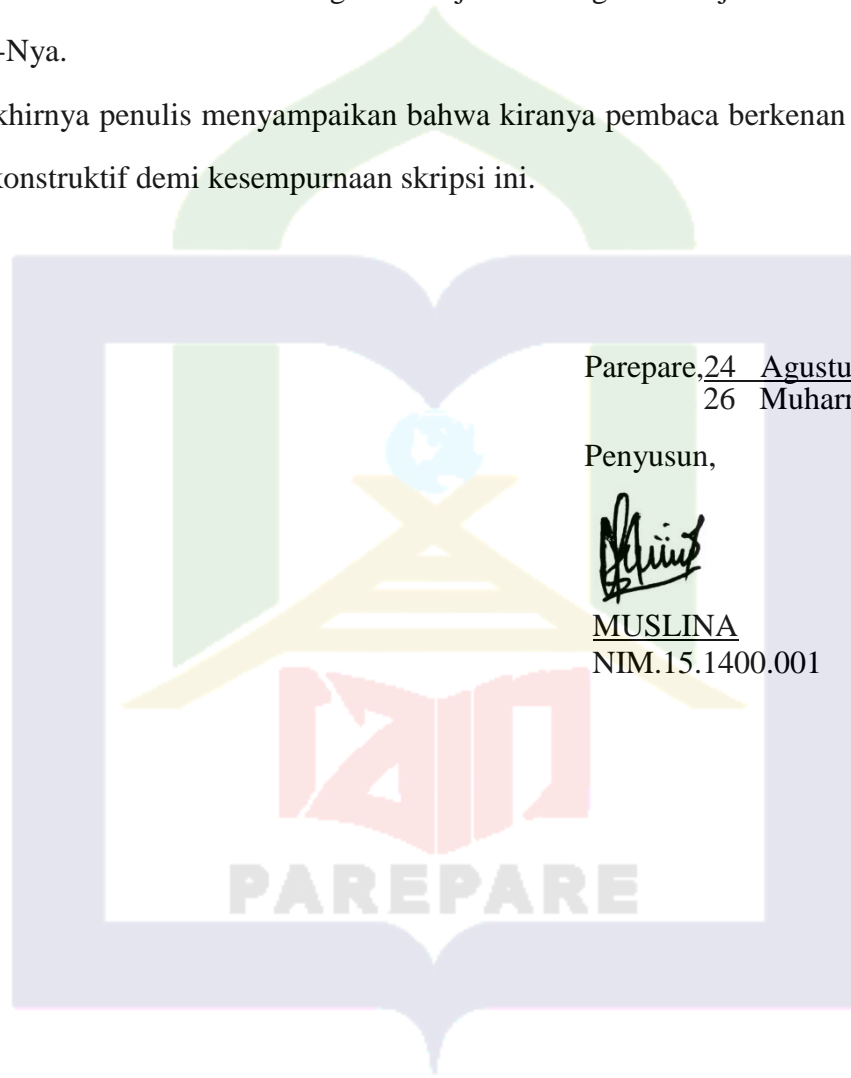 -Nya.
khirnya penulis menyampaikan bahwa kiranya pembaca berkenan
konstruktif demi kesempurnaan skripsi ini.
Parepare,24 Agustu
26 Muharr
Penyusun,
MUSLINA
NIM.15.1400.001
PAREPARE